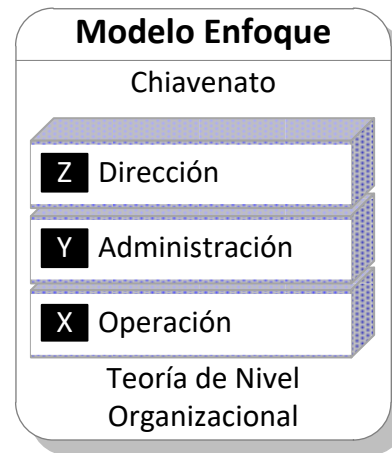 Modelo Enfoque
Chiavenato
Z Dirección
Y Administración
X Operación
Teoría de Nivel
Organizacional